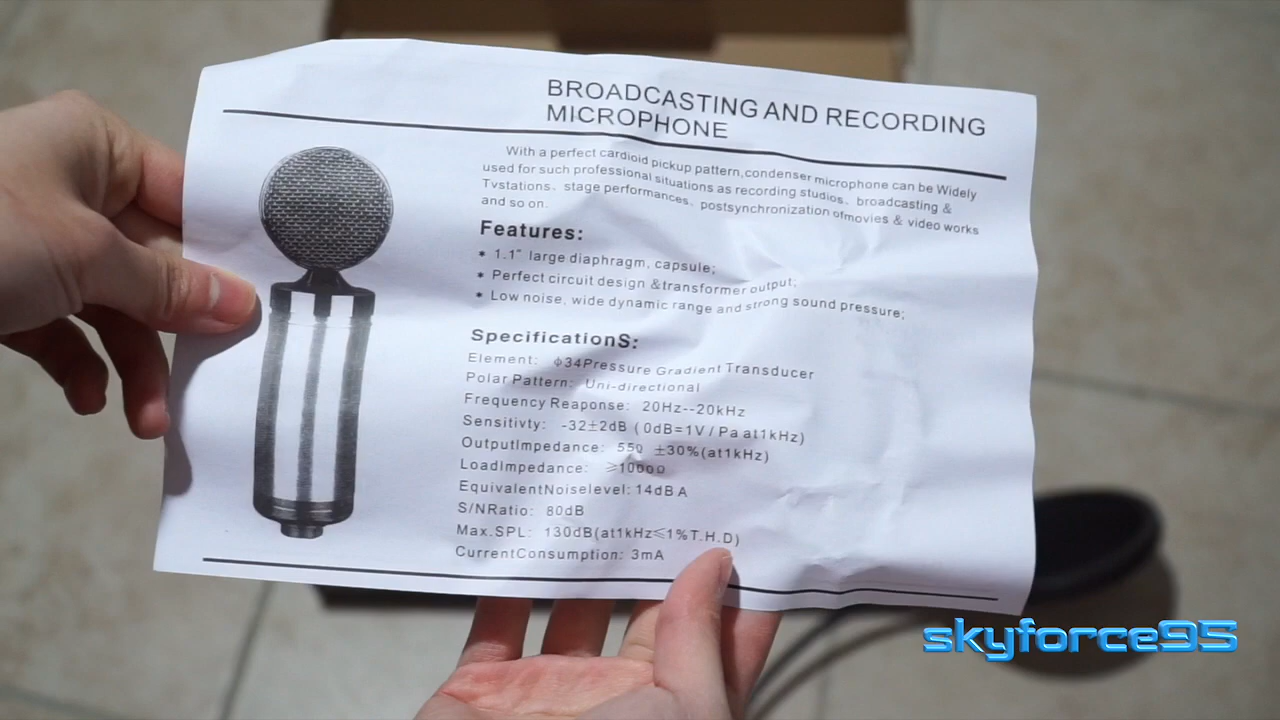 BROADCASTING AND RECORDING
MICROPHONE
With a perfect cardioid pickup pattern,condenser microphone can be Widely
used for such professional situations as recording studios、broadcasting &
Tvstations、stage performances、postsynchronization ofmovies & video works
and so on.
Features:
* 1.1" large diaphragm, capsule;
* Perfect circuit design &transformer output;
* Low noise, wide dynamic range and strong sound pressure;
SpecificationS:
Element: ϕ34Pressure Gradient Transducer
Polar Pattern: Uni-directional
Frequency Reaponse: 20Hz--20kHz
Sensitivty: -32±2dB ( 0dB=1V / Pa at1kHz)
OutputImpedance: 55Ω ±30%(at1kHz)
LoadImpedance: ≥1000Ω
EquivalentNoiselevel: 14dB A
S/NRatio: 80dB
Max.SPL: 130dB(at1kHz≤1%T.H.D)
CurrentConsumption: 3mA
skyforce95